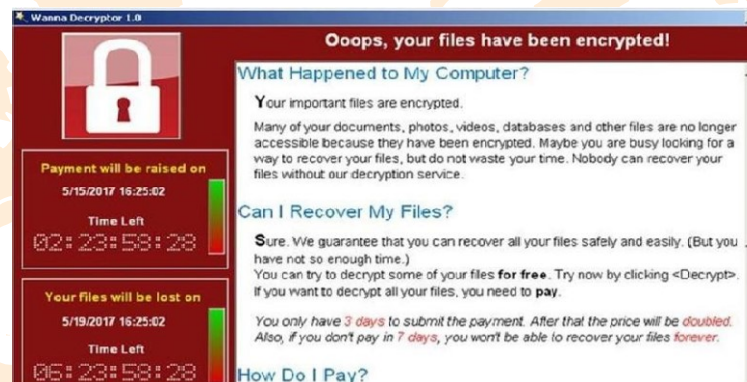 Wanna Decryptor 1.0
Ooops, your files have been encrypted!
Payment will be raised on
5/15/2017 16:25:02
Time Left
02:23:58:28
Your files will be lost on
5/19/2017 16:25:02
Time Left
06:23:58:28
What Happened to My Computer?
Your important files are encrypted.
Many of your documents, photos, videos, databases and other files are no longer
accessible because they have been encrypted. Maybe you are busy looking for a
way to recover your files, but do not waste your time. Nobody can recover your
files without our decryption service.
Can I Recover My Files?
Sure. We guarantee that you can recover all your files safely and easily. (But you
have not so enough time.)
You can try to decrypt some of your files for free. Try now by clicking <Decrypt>.
If you want to decrypt all your files, you need to pay.
You only have 3 days to submit the payment. After that the price will be doubled.
Also, if you don't pay in 7 days, you won't be able to recover your files forever.
How Do I Pay?